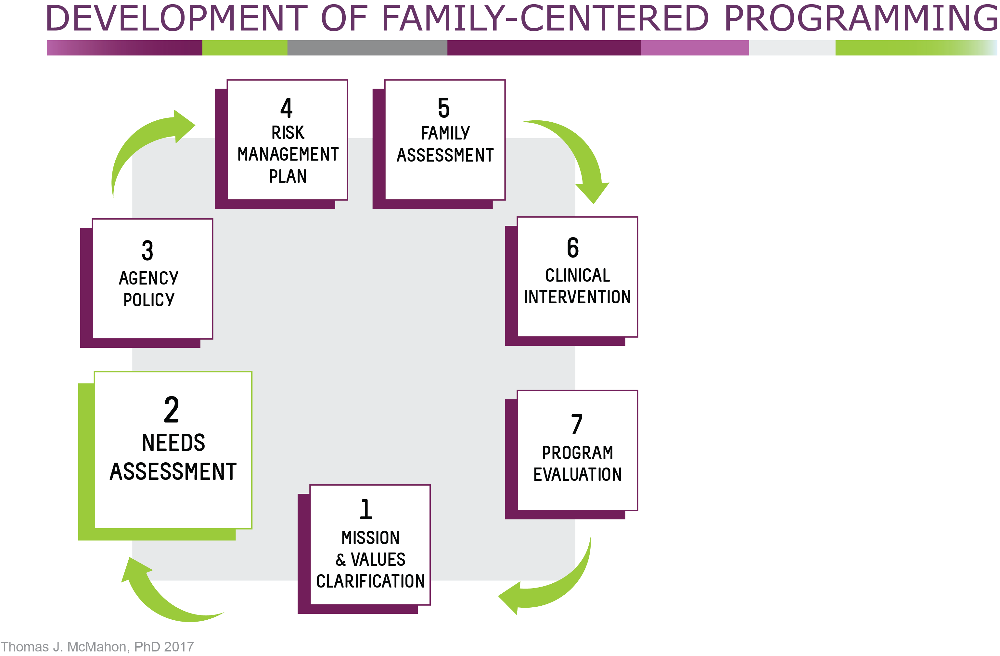 DEVELOPMENT OF FAMILY-CENTERED PROGRAMMING
4
RISK
MANAGEMENT
PLAN
5
FAMILY
ASSESSMENT
3
AGENCY
POLICY
6
CLINICAL
INTERVENTION
2
NEEDS
ASSESSMENT
7
PROGRAM
EVALUATION
1
MISSION
& VALUES
CLARIFICATION
Thomas J. McMahon, PhD 2017